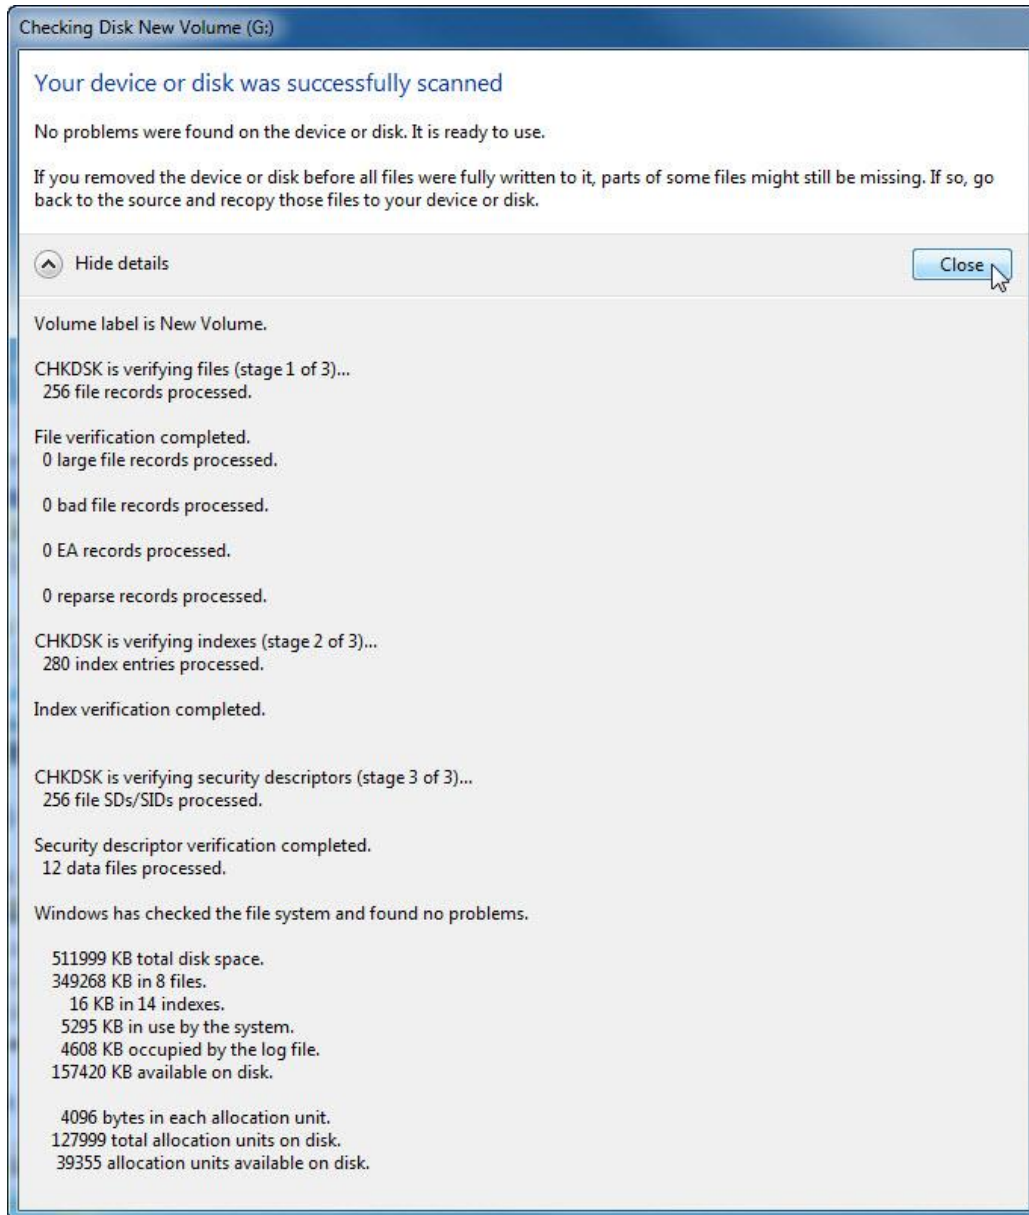 Checking Disk New Volume (G:)
Your device or disk was successfully scanned
No problems were found on the device or disk. It is ready to use.
If you removed the device or disk before all files were fully written to it, parts of some files might still be missing. If so, go
back to the source and recopy those files to your device or disk.
Hide details
Close
Volume label is New Volume.
CHKDSK is verifying files (stage 1 of 3)...
256 file records processed.
File verification completed.
0 large file records processed.
0 bad file records processed.
0 EA records processed.
0 reparse records processed.
CHKDSK is verifying indexes (stage 2 of 3)...
280 index entries processed.
Index verification completed.
CHKDSK is verifying security descriptors (stage 3 of 3)...
256 file SDs/SIDs processed.
Security descriptor verification completed.
12 data files processed.
Windows has checked the file system and found no problems.
511999 KB total disk space.
349268 KB in 8 files.
16 KB in 14 indexes.
5295 KB in use by the system.
4608 KB occupied by the log file.
157420 KB available on disk.
4096 bytes in each allocation unit.
127999 total allocation units on disk.
39355 allocation units available on disk.